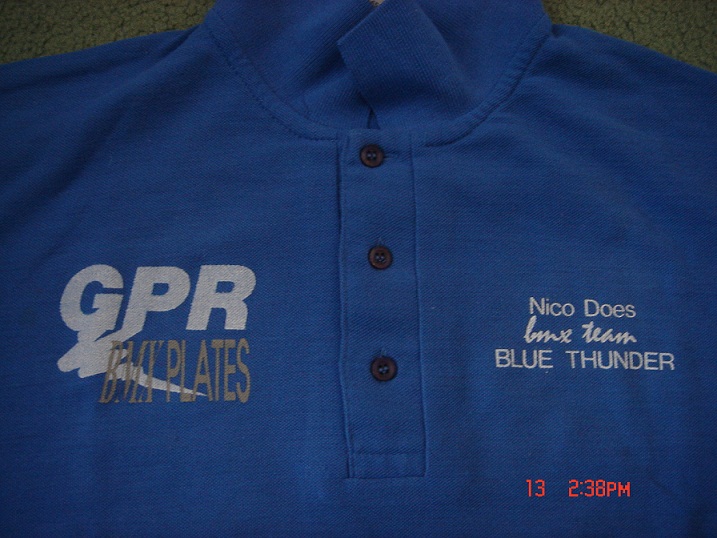 GPR
BMX PLATES
Nico Does
bmx team
BLUE THUNDER
13 2:38PM